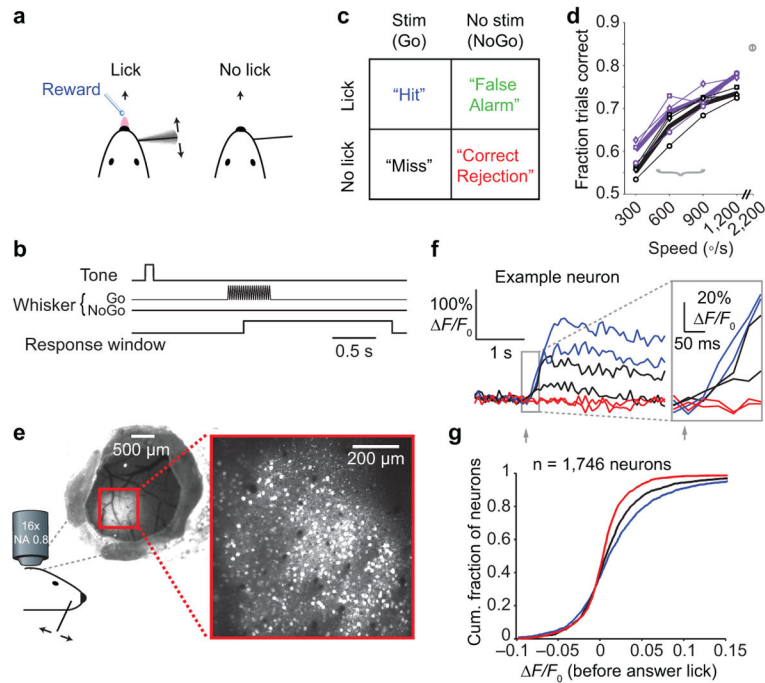 a
Lick
No lick
Reward
b
Tone
Whisker { Go
NoGo
Response window
0.5 s
c
Stim
(Go)
No stim
(NoGo)
Lick
"Hit"
"False
Alarm"
No lick
"Miss"
"Correct
Rejection"
d
Fraction trials correct
0.9
0.8
0.7
0.6
0.5
300
600
900
1,200
2,200
Speed (°/s)
e
500 µm
200 µm
16x
NA 0.8
f
Example neuron
100%
ΔF/F0
1 s
20%
ΔF/F0
50 ms
g
n = 1,746 neurons
Cum. fraction of neurons
1
0.8
0.6
0.4
0.2
0
–0.1
–0.05
0
0.05
0.1
0.15
ΔF/F0 (before answer lick)